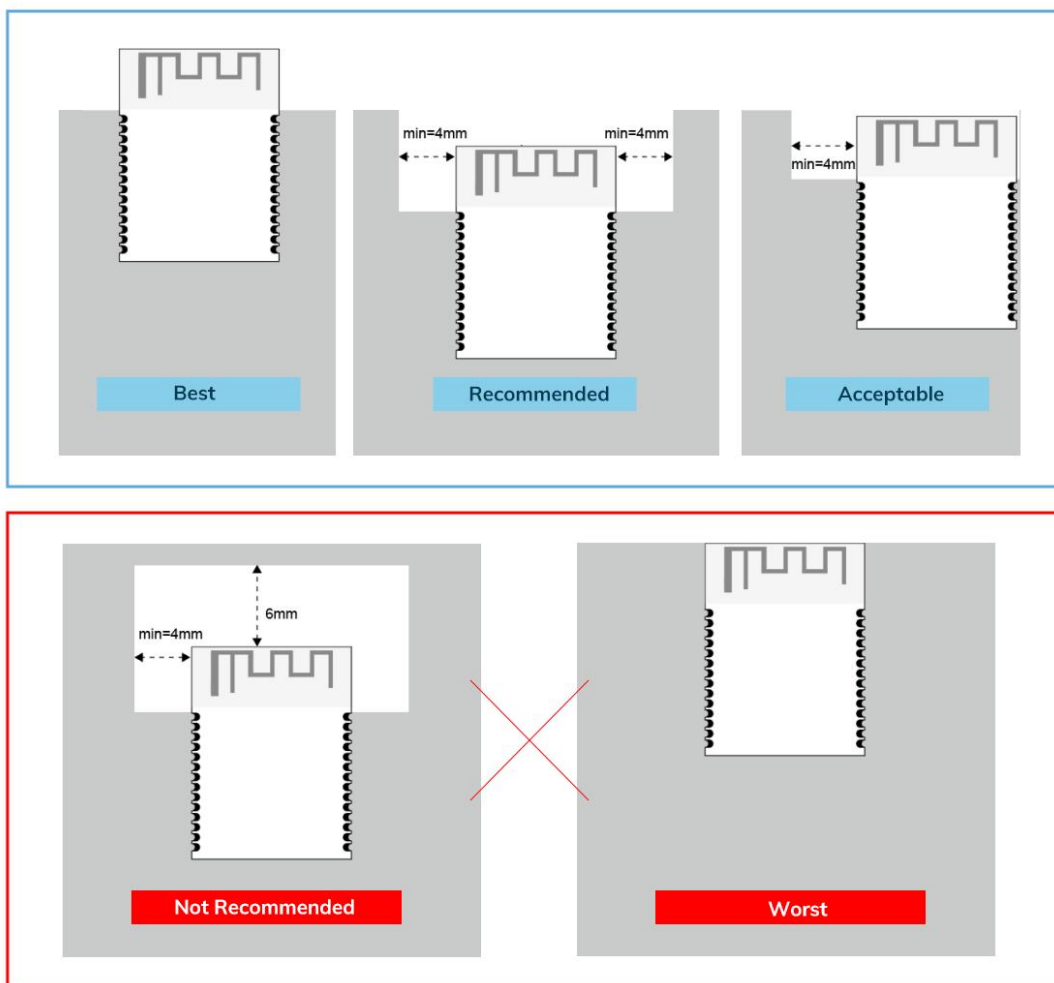 min=4mm
min=4mm
min=4mm
Best
Recommended
Acceptable
6mm
min=4mm
Not Recommended
Worst